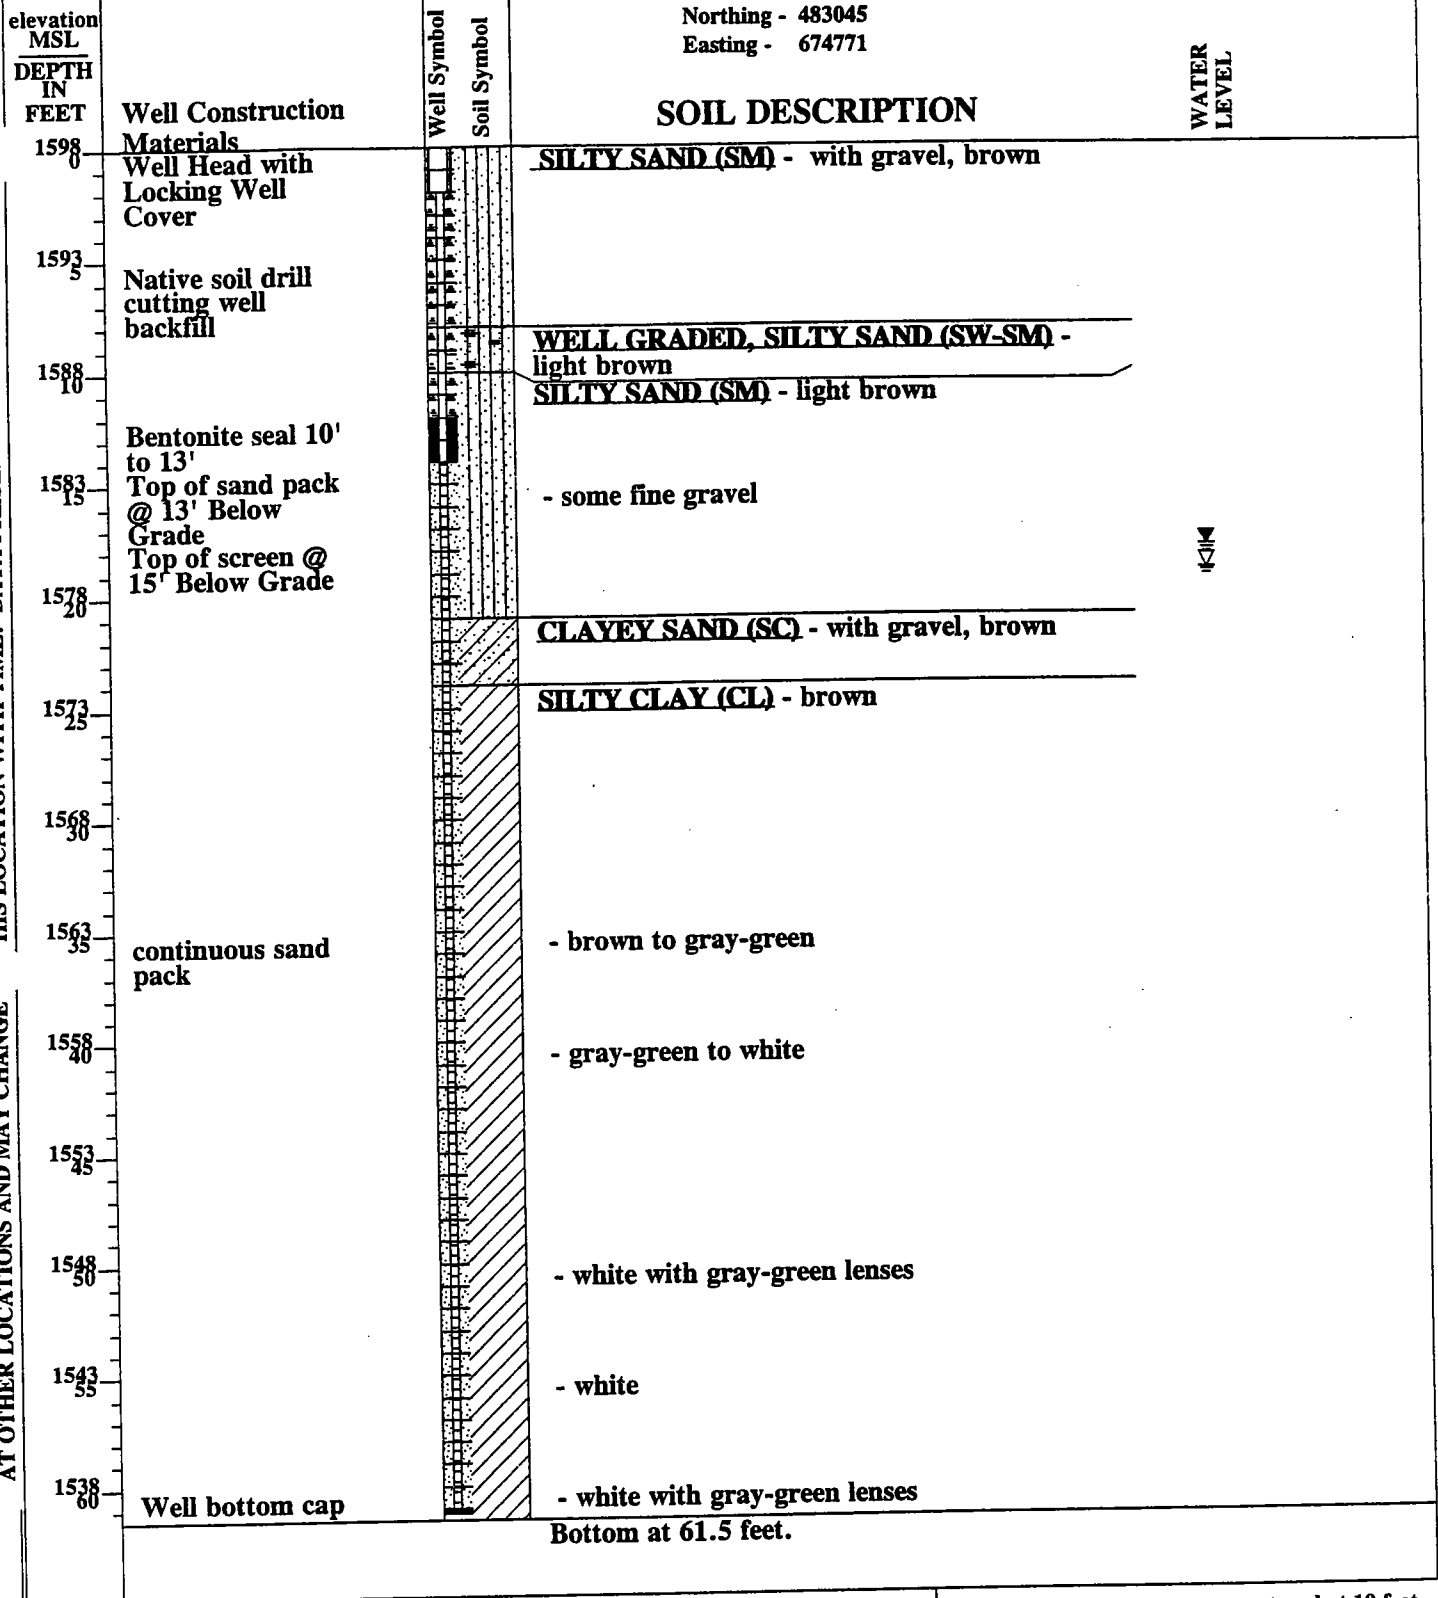 Northing - 483045
Easting - 674771
elevation
MSL
DEPTH
IN
FEET
Well Construction
Materials
Well Symbol
Soil Symbol
SOIL DESCRIPTION
WATER
LEVEL
1598
0
Well Head with
Locking Well
Cover
SILTY SAND (SM) - with gravel, brown
1593
5
Native soil drill
cutting well
backfill
WELL GRADED, SILTY SAND (SW-SM) -
light brown
1588
10
SILTY SAND (SM) - light brown
Bentonite seal 10'
to 13'
1583
15
Top of sand pack
@ 13' Below
Grade
- some fine gravel
Top of screen @
15' Below Grade
1578
20
CLAYEY SAND (SC) - with gravel, brown
SILTY CLAY (CL) - brown
1573
25
1568
30
1563
35
continuous sand
pack
- brown to gray-green
1558
40
- gray-green to white
1553
45
1548
50
- white with gray-green lenses
1543
55
- white
1538
60
Well bottom cap
- white with gray-green lenses
Bottom at 61.5 feet.
AT OTHER LOCATIONS AND MAY CHANGE
LOCATION WITH TIME.